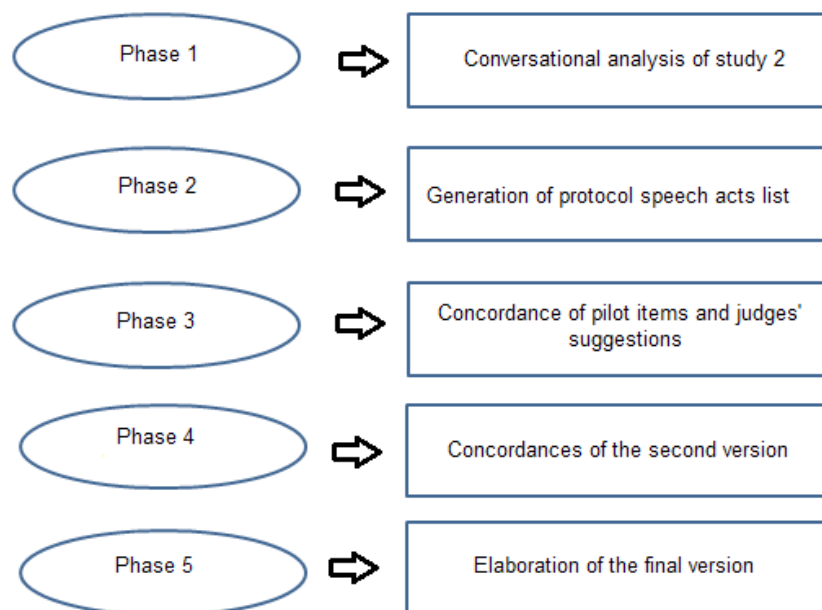 Phase 1
Conversational analysis of study 2
Phase 2
Generation of protocol speech acts list
Phase 3
Concordance of pilot items and judges'
suggestions
Phase 4
Concordances of the second version
Phase 5
Elaboration of the final version